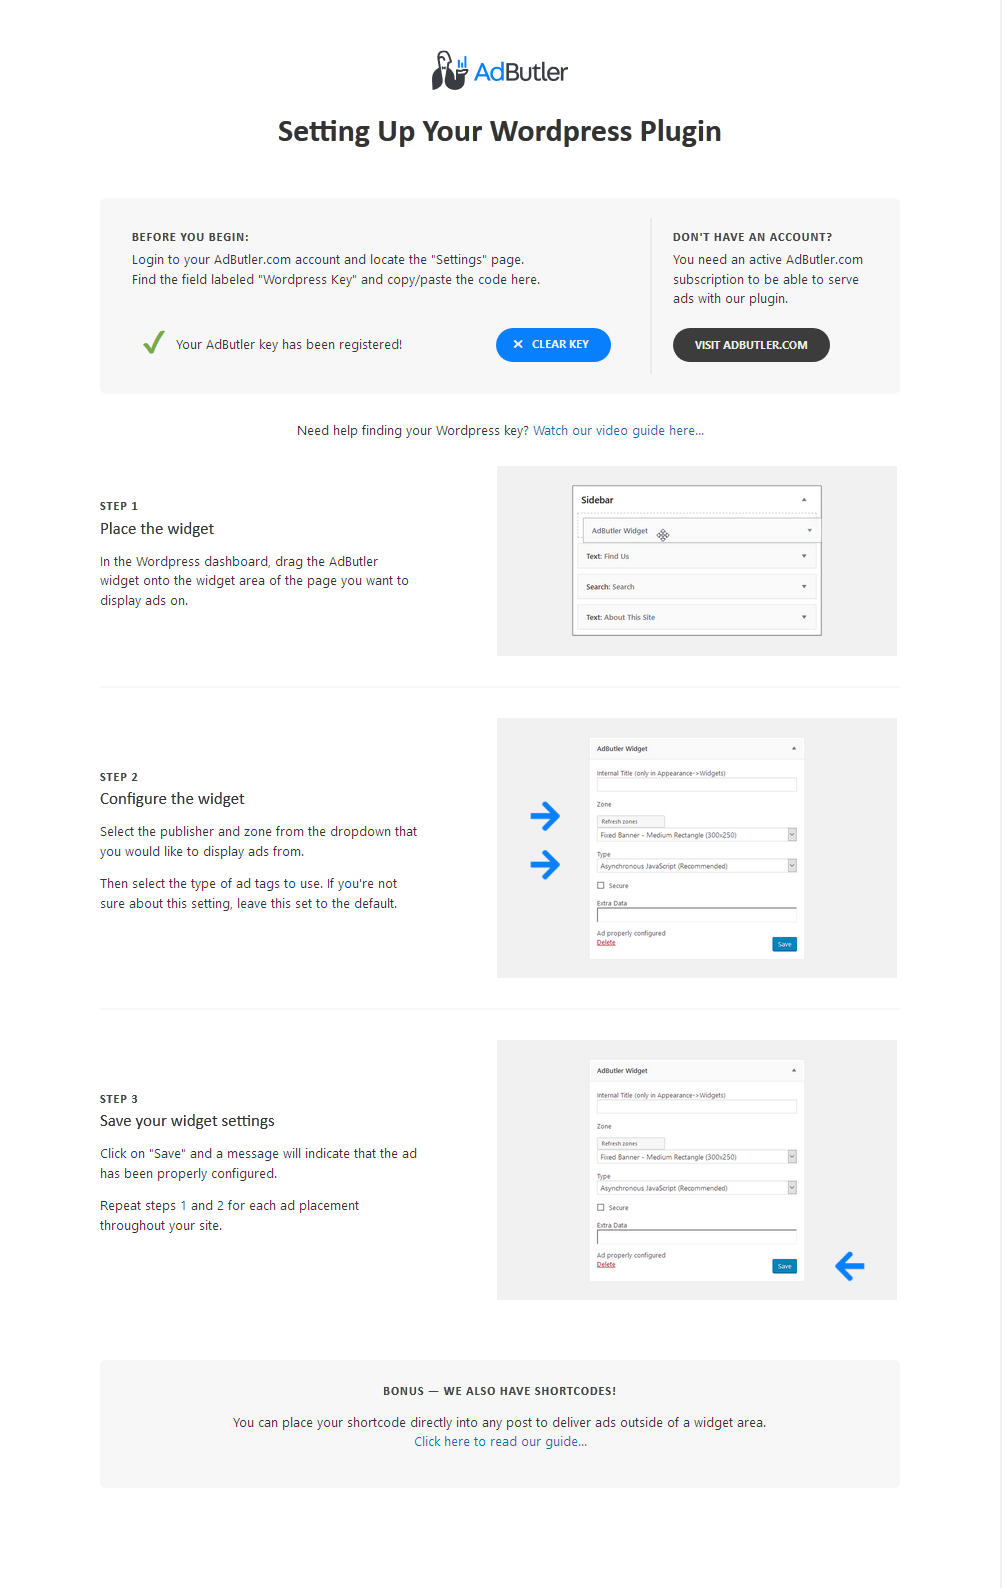 AdButler
Setting Up Your Wordpress Plugin
BEFORE YOU BEGIN:
Login to your AdButler.com account and locate the "Settings" page.
Find the field labeled "Wordpress Key" and copy/paste the code here.
Your AdButler key has been registered!
✕ CLEAR KEY
DON'T HAVE AN ACCOUNT?
You need an active AdButler.com
subscription to be able to serve
ads with our plugin.
VISIT ADBUTLER.COM
Need help finding your Wordpress key? Watch our video guide here...
STEP 1
Place the widget
In the Wordpress dashboard, drag the AdButler
widget onto the widget area of the page you want to
display ads on.
Sidebar
AdButler Widget
Text: Find Us
Search: Search
Text: About This Site
STEP 2
Configure the widget
Select the publisher and zone from the dropdown that
you would like to display ads from.
Then select the type of ad tags to use. If you're not
sure about this setting, leave this set to the default.
AdButler Widget
Internal Title (only in Appearance->Widgets)
Zone
Refresh zones
Fixed Banner - Medium Rectangle (300x250)
Type
Asynchronous JavaScript (Recommended)
Secure
Extra Data
Ad properly configured
Delete
Save
STEP 3
Save your widget settings
Click on "Save" and a message will indicate that the ad
has been properly configured.
Repeat steps 1 and 2 for each ad placement
throughout your site.
AdButler Widget
Internal Title (only in Appearance->Widgets)
Zone
Refresh zones
Fixed Banner - Medium Rectangle (300x250)
Type
Asynchronous JavaScript (Recommended)
Secure
Extra Data
Ad properly configured
Delete
Save
BONUS — WE ALSO HAVE SHORTCODES!
You can place your shortcode directly into any post to deliver ads outside of a widget area.
Click here to read our guide...